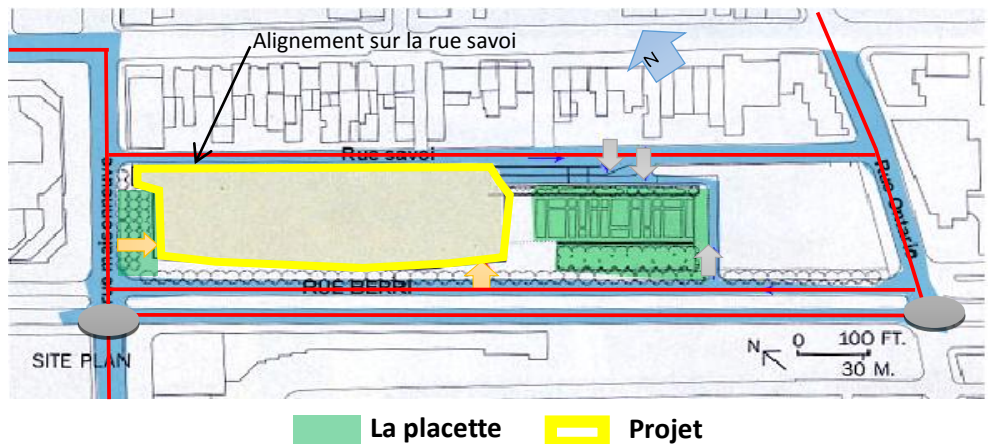 Alignement sur la rue savoi
N
Rue savoi
rue maisonneuve
Rue Ontario
RUE BERRI
SITE PLAN
N 0 100 FT.
30 M.
La placette Projet